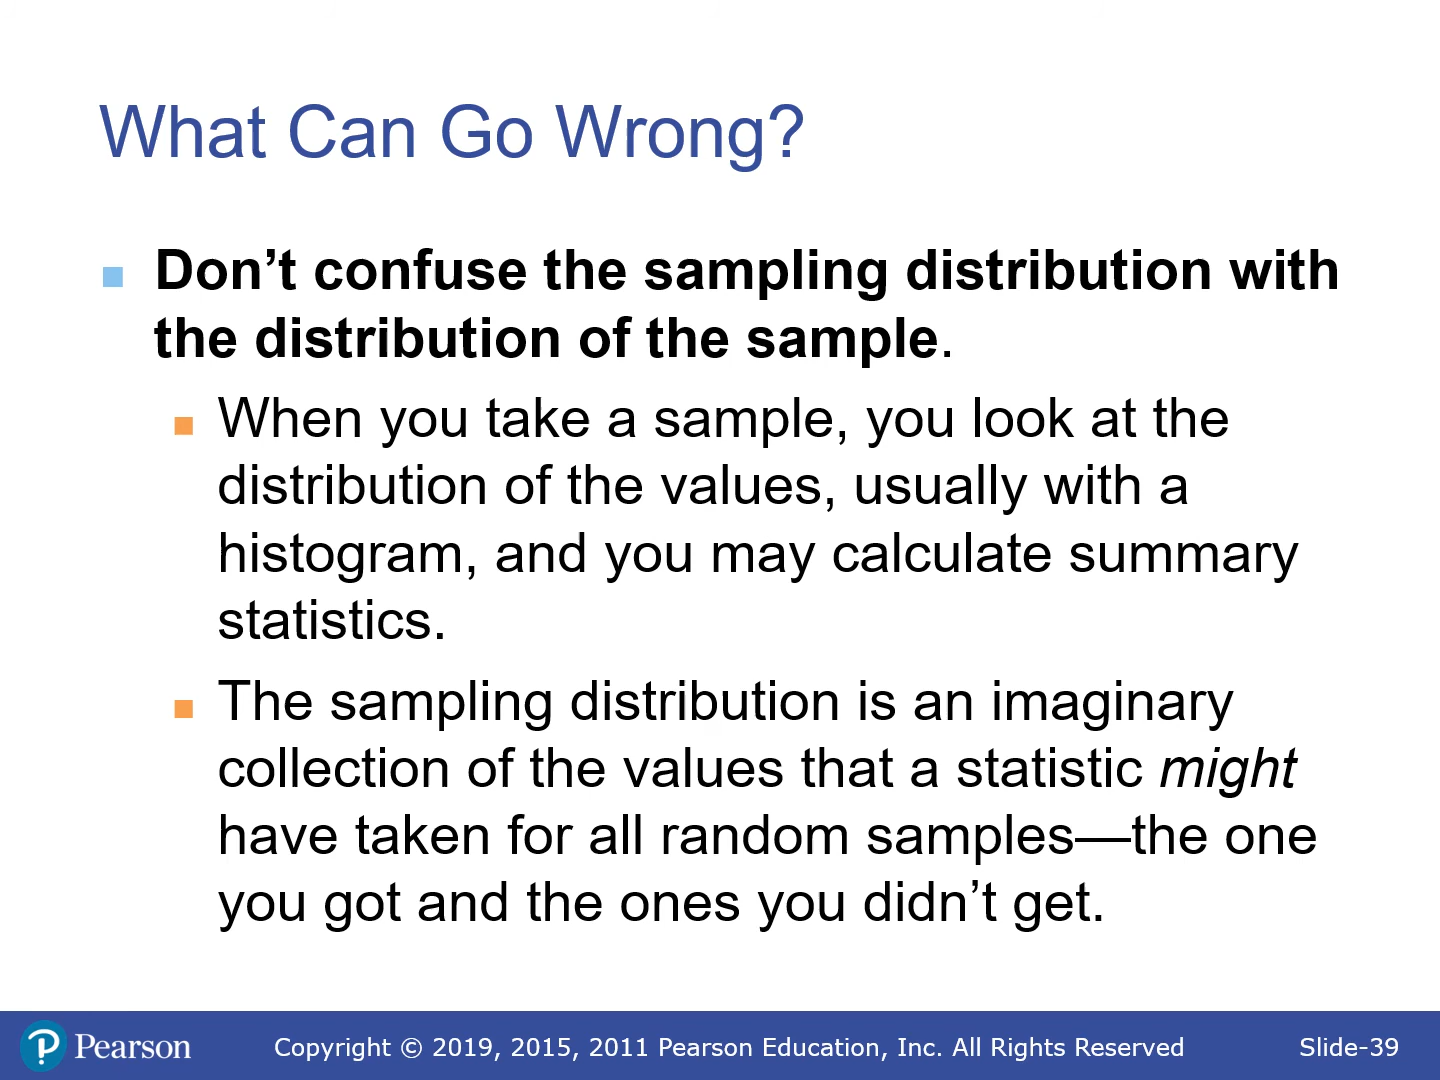 What Can Go Wrong?
Don’t confuse the sampling distribution with
the distribution of the sample.
When you take a sample, you look at the
distribution of the values, usually with a
histogram, and you may calculate summary
statistics.
The sampling distribution is an imaginary
collection of the values that a statistic might
have taken for all random samples—the one
you got and the ones you didn’t get.
Pearson
Copyright © 2019, 2015, 2011 Pearson Education, Inc. All Rights Reserved
Slide-39